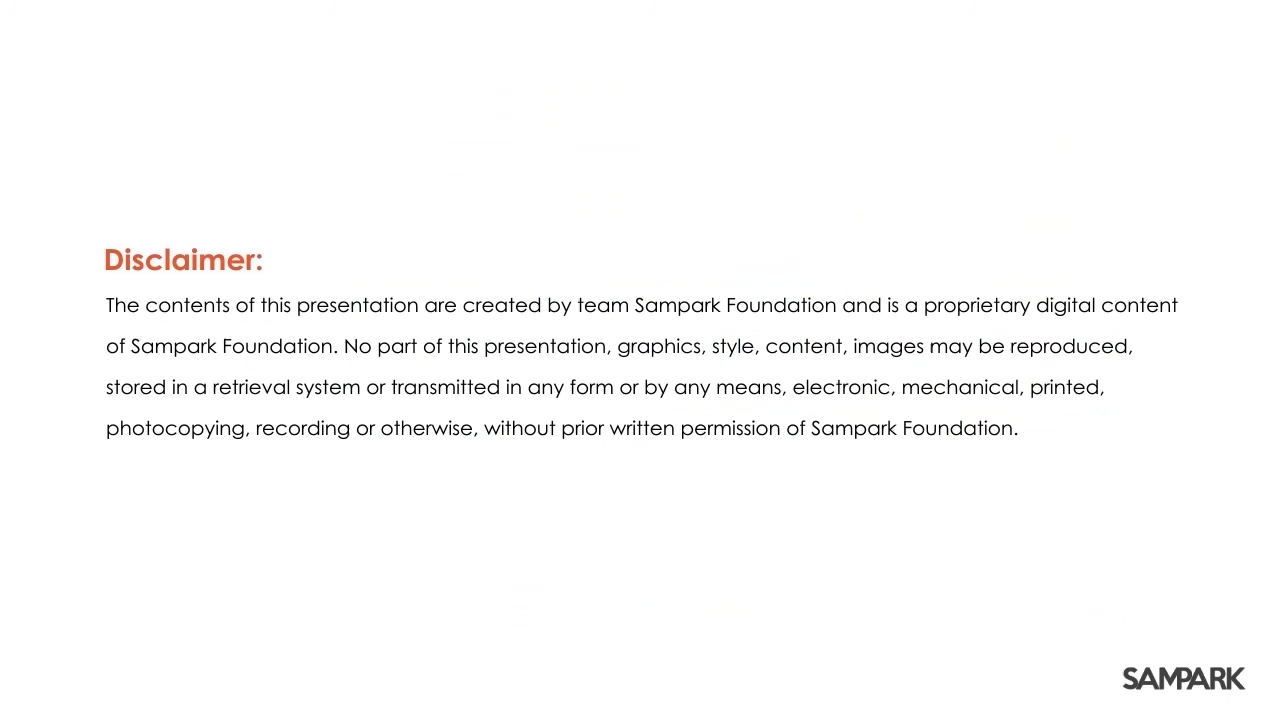 Disclaimer:
The contents of this presentation are created by team Sampark Foundation and is a proprietary digital content
of Sampark Foundation. No part of this presentation, graphics, style, content, images may be reproduced,
stored in a retrieval system or transmitted in any form or by any means, electronic, mechanical, printed,
photocopying, recording or otherwise, without prior written permission of Sampark Foundation.
SAMPARK